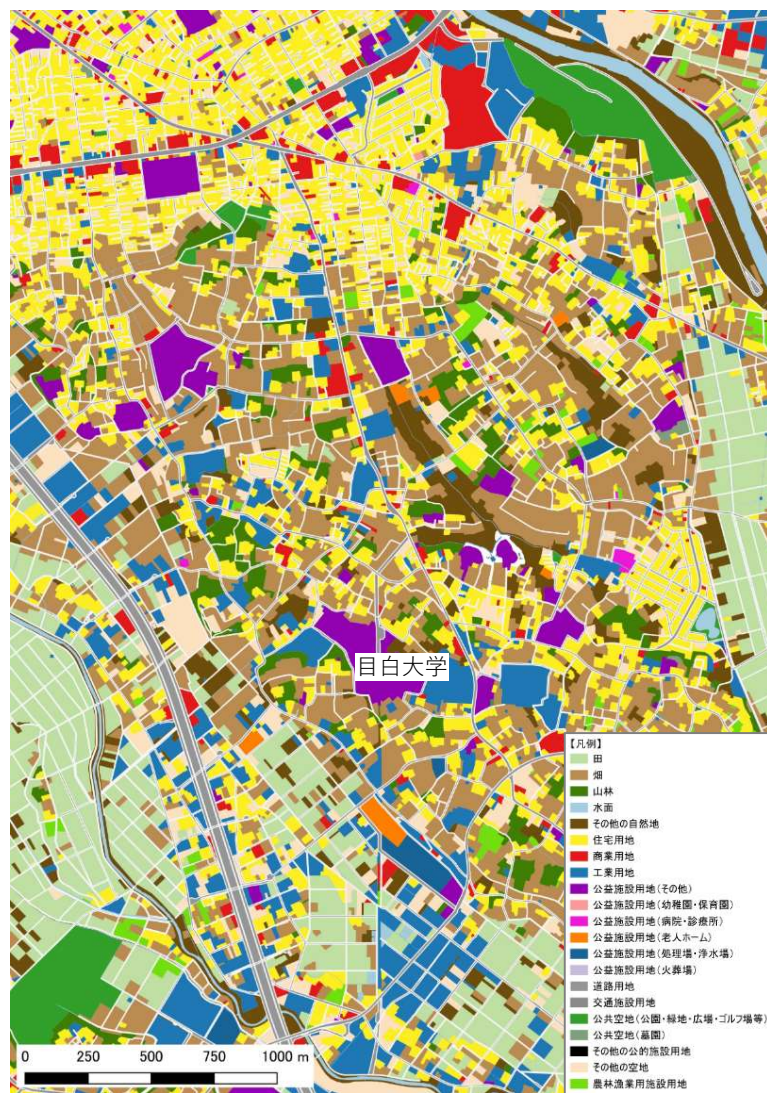 目白大学
【凡例】
田
畑
山林
水面
その他の自然地
住宅用地
商業用地
工業用地
公益施設用地(その他)
公益施設用地(幼稚園・保育園)
公益施設用地(病院・診療所)
公益施設用地(老人ホーム)
公益施設用地(処理場・浄水場)
公益施設用地(火葬場)
道路用地
交通施設用地
公共空地(公園・緑地・広場・ゴルフ場等)
公共空地(墓園)
その他の公的施設用地
その他の空地
農林漁業用施設用地
0 250 500 750 1000 m